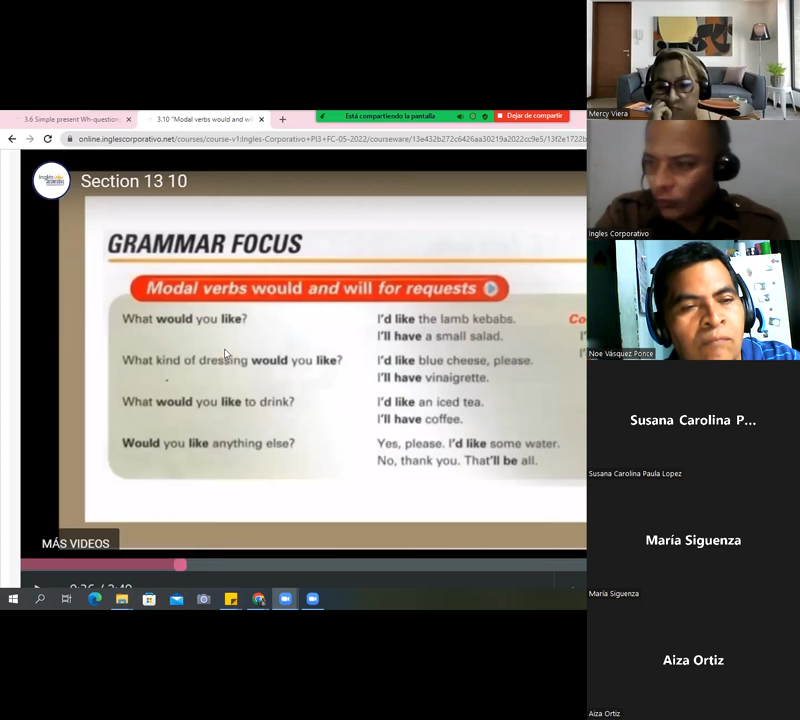 3.6 Simple present Wh-question
3.10 "Modal verbs would and wi
Está compartiendo la pantalla
Dejar de compartir
online.inglescorporativo.net/courses/course-v1:Ingles-Corporativo+PI3+FC-05-2022/courseware/13e432b272c6426aa30219a2022cc9e5/13f2e1722b
Section 13 10
GRAMMAR FOCUS
Modal verbs would and will for requests
What would you like?
I'd like the lamb kebabs.
Co
I'll have a small salad.
What kind of dressing would you like?
I'd like blue cheese, please.
I'll have vinaigrette.
What would you like to drink?
I'd like an iced tea.
I'll have coffee.
Would you like anything else?
Yes, please. I'd like some water.
No, thank you. That'll be all.
MÁS VIDEOS
Mercy Viera
Ingles Corporativo
Noe Vásquez Ponce
Susana Carolina P...
Susana Carolina Paula Lopez
María Siguenza
María Siguenza
Aiza Ortiz
Aiza Ortiz